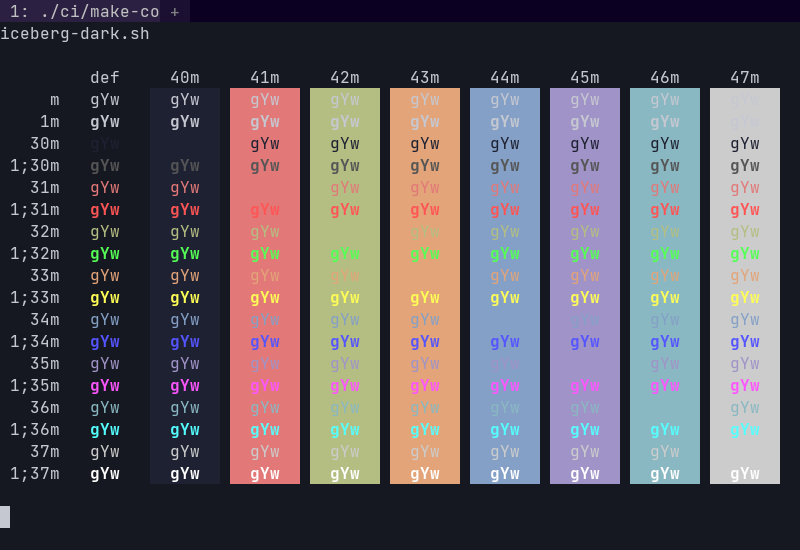 1: ./ci/make-co +
iceberg-dark.sh
def 40m 41m 42m 43m 44m 45m 46m 47m
m gYw gYw gYw gYw gYw gYw gYw gYw gYw
1m gYw gYw gYw gYw gYw gYw gYw gYw gYw
30m gYw gYw gYw gYw gYw gYw gYw gYw
1;30m gYw gYw gYw gYw gYw gYw gYw gYw gYw
31m gYw gYw gYw gYw gYw gYw gYw gYw
1;31m gYw gYw gYw gYw gYw gYw gYw gYw gYw
32m gYw gYw gYw gYw gYw gYw gYw gYw
1;32m gYw gYw gYw gYw gYw gYw gYw gYw gYw
33m gYw gYw gYw gYw gYw gYw gYw gYw
1;33m gYw gYw gYw gYw gYw gYw gYw gYw gYw
34m gYw gYw gYw gYw gYw gYw gYw gYw
1;34m gYw gYw gYw gYw gYw gYw gYw gYw gYw
35m gYw gYw gYw gYw gYw gYw gYw gYw
1;35m gYw gYw gYw gYw gYw gYw gYw gYw gYw
36m gYw gYw gYw gYw gYw gYw gYw gYw
1;36m gYw gYw gYw gYw gYw gYw gYw gYw gYw
37m gYw gYw gYw gYw gYw gYw gYw gYw
1;37m gYw gYw gYw gYw gYw gYw gYw gYw gYw